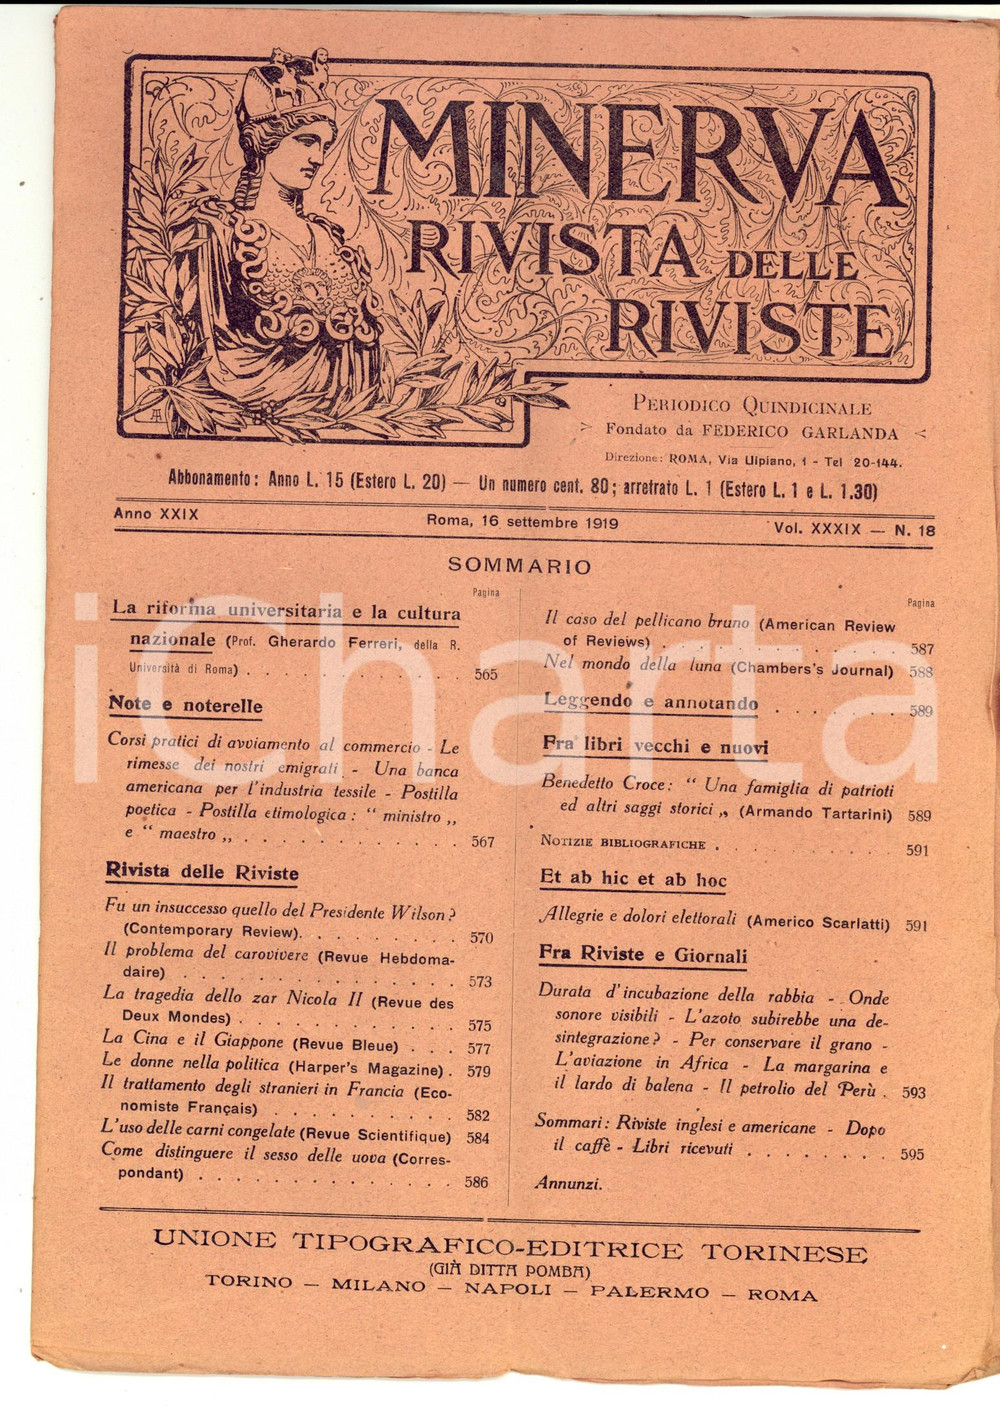 MINERVA
RIVISTA DELLE
RIVISTE
PERIODICO QUINDICINALE
Fondato da FEDERICO GARLANDA
Direzione: ROMA, Via Ulpiano, 1 - Tel 20-144.
Abbonamento: Anno L. 15 (Estero L. 20) — Un numero cent. 80; arretrato L. 1 (Estero L. 1 e L. 1.30)
Anno XXIX
Roma, 16 settembre 1919
Vol. XXXIX — N. 18
SOMMARIO
Pagina
La riforma universitaria e la cultura
nazionale (Prof. Gherardo Ferreri, della R.
Università di Roma) . . . . . . . . . . . 565
Note e noterelle
Corsi pratici di avviamento al commercio - Le
rimesse dei nostri emigrati - Una banca
americana per l'industria tessile - Postilla
poetica - Postilla etimologica: “ ministro „
e “ maestro „ . . . . . . . . . . . . 567
Rivista delle Riviste
Fu un insuccesso quello del Presidente Wilson?
(Contemporary Review). . . . . . . . . 570
Il problema del carovivere (Revue Hebdoma-
daire) . . . . . . . . . . . . . . . 573
La tragedia dello zar Nicola II (Revue des
Deux Mondes) . . . . . . . . . . . . 575
La Cina e il Giappone (Revue Bleue) . . . 577
Le donne nella politica (Harper's Magazine) . 579
Il trattamento degli stranieri in Francia (Eco-
nomiste Français) . . . . . . . . . . 582
L'uso delle carni congelate (Revue Scientifique) 584
Come distinguere il sesso delle uova (Corres-
pondant) . . . . . . . . . . . . . . 586
Pagina
Il caso del pellicano bruno (American Review
of Reviews) . . . . . . . . . . . . . 587
Nel mondo della luna (Chambers's Journal) 588
Leggendo e annotando . . . . . . . 589
Fra libri vecchi e nuovi
Benedetto Croce: “ Una famiglia di patrioti
ed altri saggi storici „ (Armando Tartarini) 589
NOTIZIE BIBLIOGRAFICHE . . . . . . . . . 591
Et ab hic et ab hoc
Allegrie e dolori elettorali (Americo Scarlatti) 591
Fra Riviste e Giornali
Durata d'incubazione della rabbia - Onde
sonore visibili - L'azoto subirebbe una de-
sintegrazione? - Per conservare il grano -
L'aviazione in Africa - La margarina e
il lardo di balena - Il petrolio del Perù . 593
Sommari: Riviste inglesi e americane - Dopo
il caffè - Libri ricevuti . . . . . . . . 595
Annunzi.
UNIONE TIPOGRAFICO-EDITRICE TORINESE
(GIÀ DITTA POMBA)
TORINO — MILANO — NAPOLI — PALERMO — ROMA
iCharta